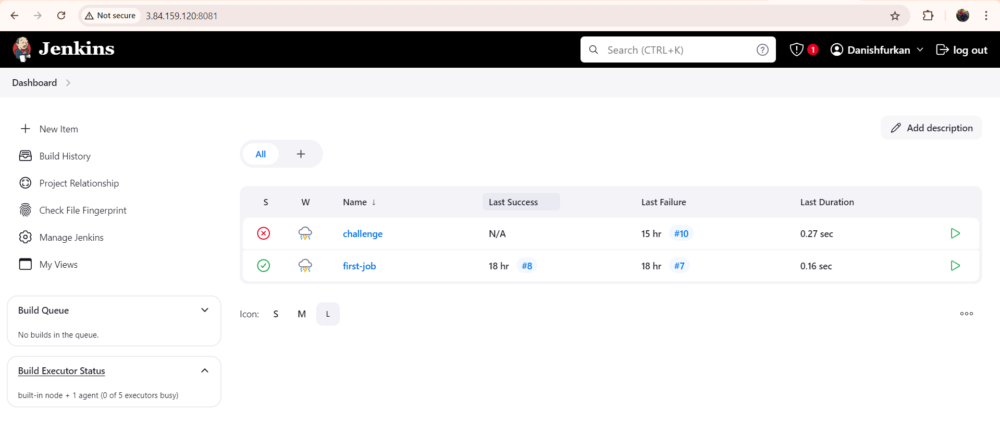 Not secure 3.84.159.120:8081
Jenkins
Search (CTRL+K) ?
1
Danishfurkan
log out
Dashboard
New Item
Build History
Project Relationship
Check File Fingerprint
Manage Jenkins
My Views
Build Queue
No builds in the queue.
Build Executor Status
built-in node + 1 agent (0 of 5 executors busy)
Add description
All +
S W Name ↓ Last Success Last Failure Last Duration
challenge N/A 15 hr #10 0.27 sec
first-job 18 hr #8 18 hr #7 0.16 sec
Icon: S M L